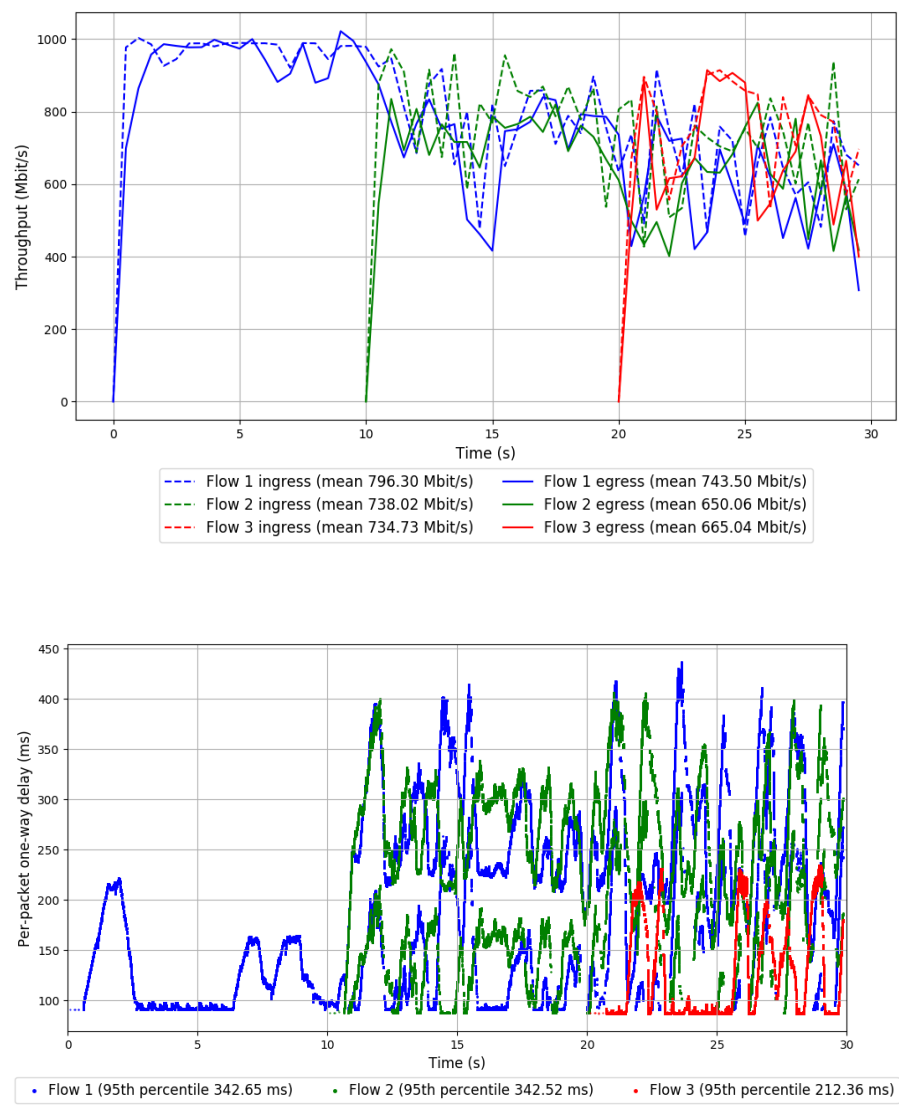 1000
800
600
400
200
0
Throughput (Mbit/s)
0 5 10 15 20 25 30
Time (s)
Flow 1 ingress (mean 796.30 Mbit/s) Flow 1 egress (mean 743.50 Mbit/s)
Flow 2 ingress (mean 738.02 Mbit/s) Flow 2 egress (mean 650.06 Mbit/s)
Flow 3 ingress (mean 734.73 Mbit/s) Flow 3 egress (mean 665.04 Mbit/s)
450
400
350
300
250
200
150
100
Per-packet one-way delay (ms)
0 5 10 15 20 25 30
Time (s)
Flow 1 (95th percentile 342.65 ms) Flow 2 (95th percentile 342.52 ms) Flow 3 (95th percentile 212.36 ms)